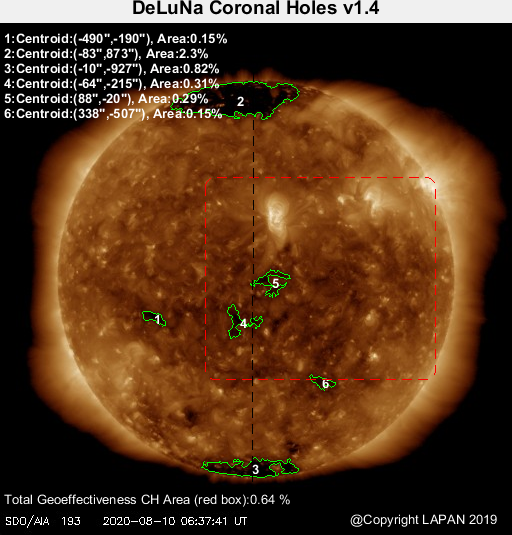 DeLuNa Coronal Holes v1.4
1:Centroid:(-490",-190"), Area:0.15%
2:Centroid:(-83",873"), Area:2.3%
3:Centroid:(-10",-927"), Area:0.82%
4:Centroid:(-64",-215"), Area:0.31%
5:Centroid:(88",-20"), Area:0.29%
6:Centroid:(338",-507"), Area:0.15%
2
5
1
4
6
3
Total Geoeffectiveness CH Area (red box):0.64 %
SDO/AIA 193 2020-08-10 06:37:41 UT
@Copyright LAPAN 2019